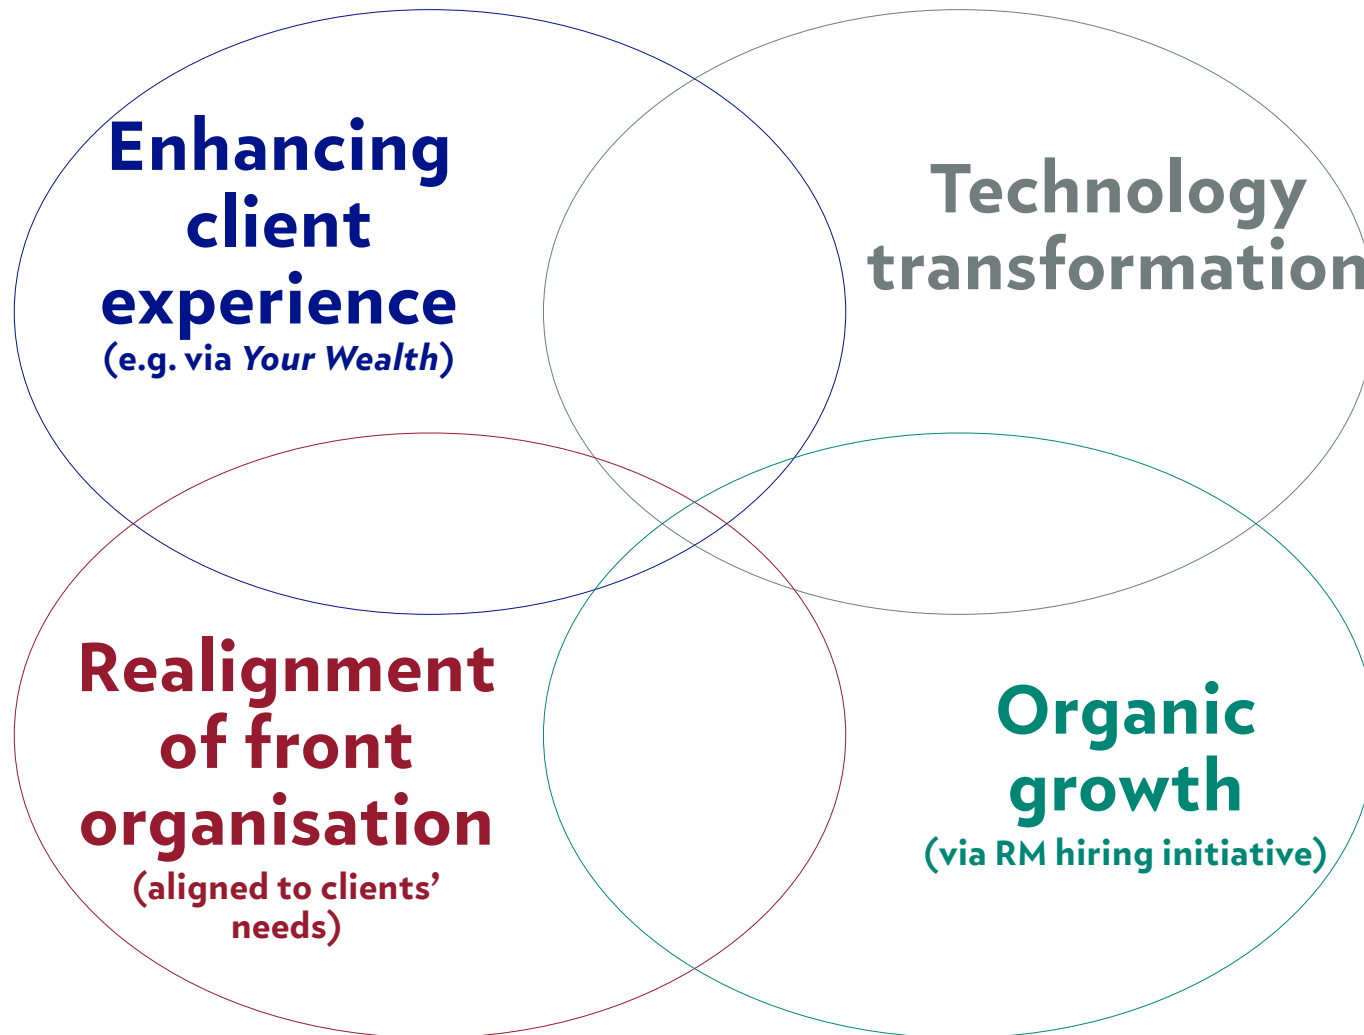 Enhancing
client
experience
(e.g. via Your Wealth)
Technology
transformation
Realignment
of front
organisation
(aligned to clients’
needs)
Organic
growth
(via RM hiring initiative)